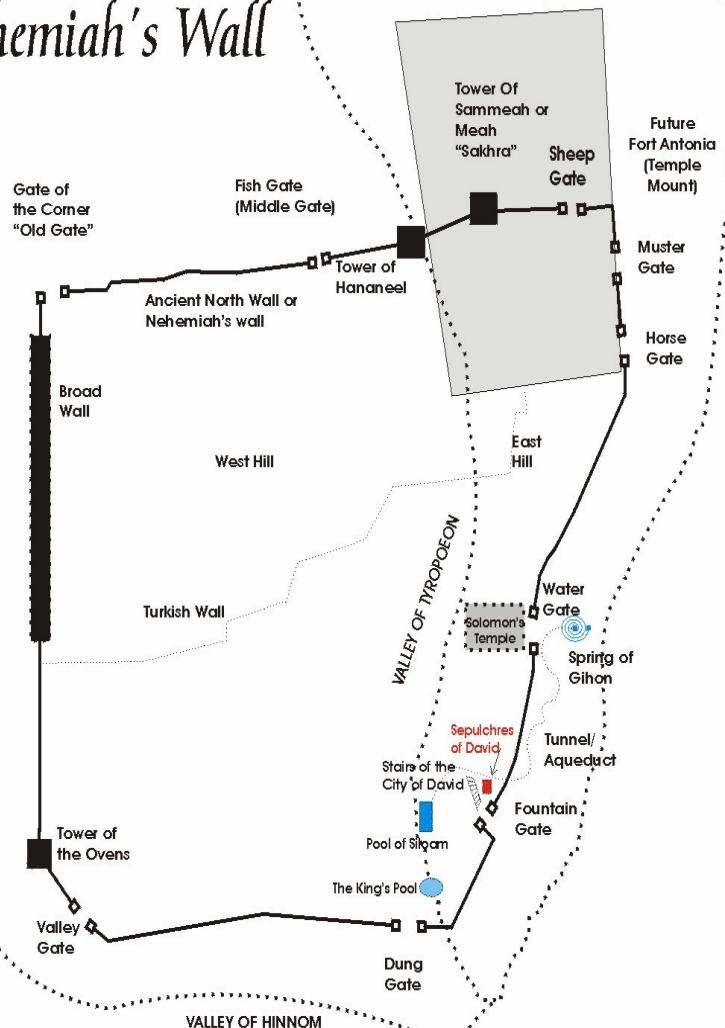 nemiah's Wall
Tower Of
Sammeah or
Meah
“Sakhra”
Sheep
Gate
Future
Fort Antonia
(Temple
Mount)
Gate of
the Corner
“Old Gate”
Fish Gate
(Middle Gate)
Tower of
Hananeel
Muster
Gate
Ancient North Wall or
Nehemiah's wall
Horse
Gate
Broad
Wall
West Hill
East
Hill
VALLEY OF TYROPOEON
Turkish Wall
Water
Gate
Solomon's
Temple
Spring of
Gihon
Sepulchres
of David
Tunnel/
Aqueduct
Stairs of the
City of David
Fountain
Gate
Pool of Siloam
Tower of
the Ovens
The King's Pool
Valley
Gate
Dung
Gate
VALLEY OF HINNOM